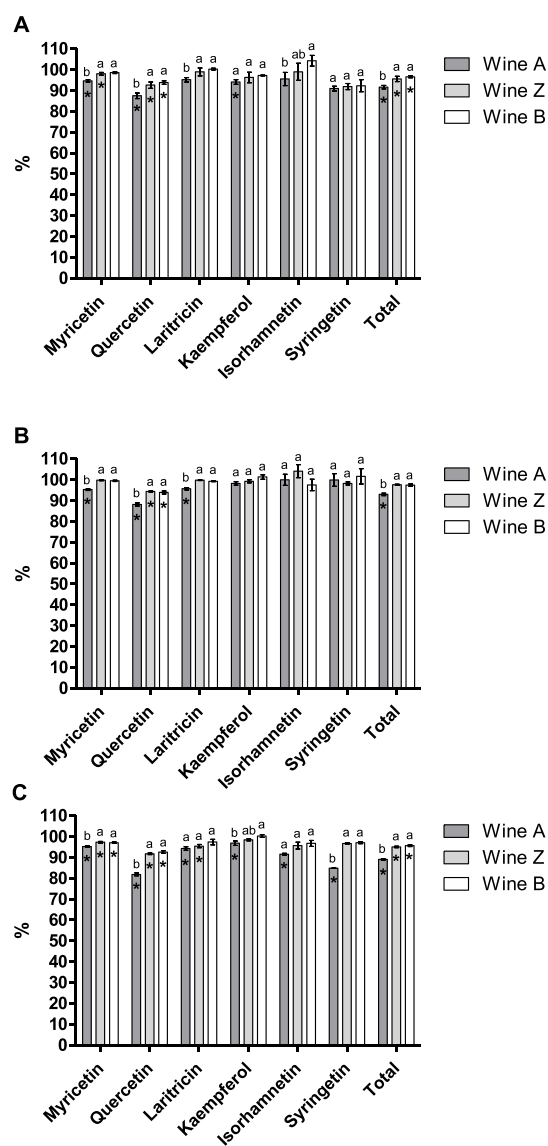 A
%
110
100
90
80
70
60
50
40
30
20
10
0
b a a
b a a
b a a
a a a
b ab a
a a a
b a a
* *
* * *
*
* * *
Myricetin
Quercetin
Laritricin
Kaempferol
Isorhamnetin
Syringetin
Total
Wine A
Wine Z
Wine B
B
%
110
100
90
80
70
60
50
40
30
20
10
0
b a a
b a a
b a a
a a a
a a a
a a a
b a a
*
* * *
*
*
Myricetin
Quercetin
Laritricin
Kaempferol
Isorhamnetin
Syringetin
Total
Wine A
Wine Z
Wine B
C
%
110
100
90
80
70
60
50
40
30
20
10
0
b a a
b a a
a a a
b ab a
a a a
b a a
b a a
* * *
* * *
* *
*
*
*
* * *
Myricetin
Quercetin
Laritricin
Kaempferol
Isorhamnetin
Syringetin
Total
Wine A
Wine Z
Wine B